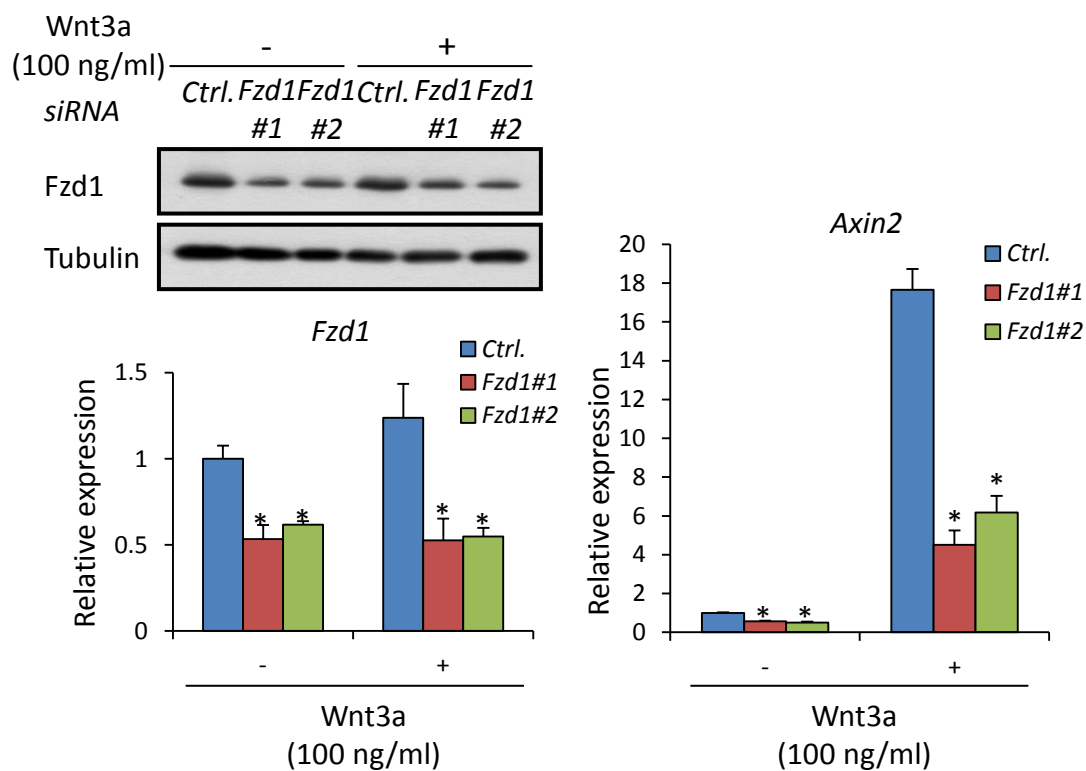 Wnt3a
(100 ng/ml)
- +
siRNA
Ctrl. Fzd1 Fzd1 Ctrl. Fzd1 Fzd1
#1 #2 #1 #2
Fzd1
Tubulin
Fzd1
Relative expression
1.5
1
0.5
0
Ctrl.
Fzd1#1
Fzd1#2
* * * *
- +
Wnt3a
(100 ng/ml)
Axin2
Relative expression
20
18
16
14
12
10
8
6
4
2
0
Ctrl.
Fzd1#1
Fzd1#2
* * * *
- +
Wnt3a
(100 ng/ml)